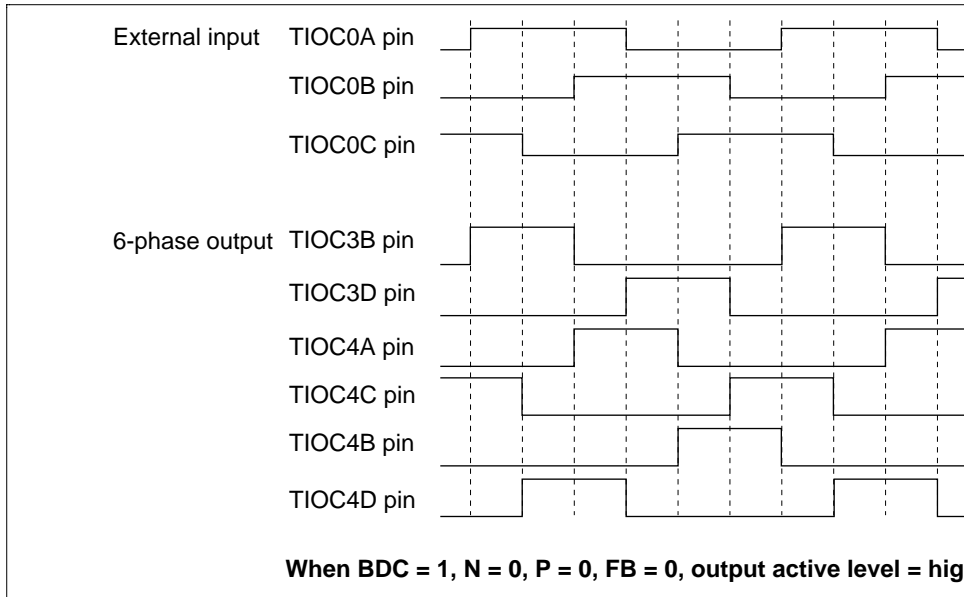 External input TIOC0A pin
TIOC0B pin
TIOC0C pin
6-phase output TIOC3B pin
TIOC3D pin
TIOC4A pin
TIOC4C pin
TIOC4B pin
TIOC4D pin
When BDC = 1, N = 0, P = 0, FB = 0, output active level = hig